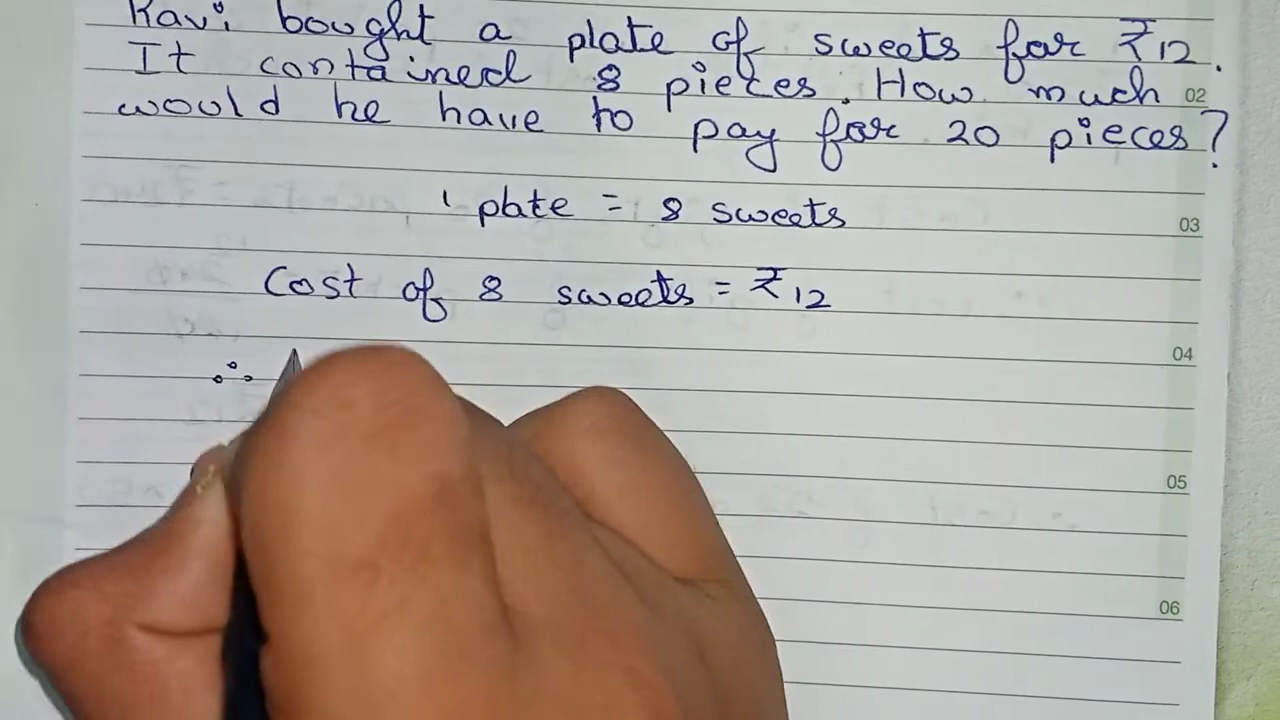 Ravi bought a plate of sweets for ₹12.
It contained 8 pieces. How much
02
would he have to pay for 20 pieces?
1 plate = 8 sweets
03
Cost of 8 sweets = ₹12
04
∴
05
06